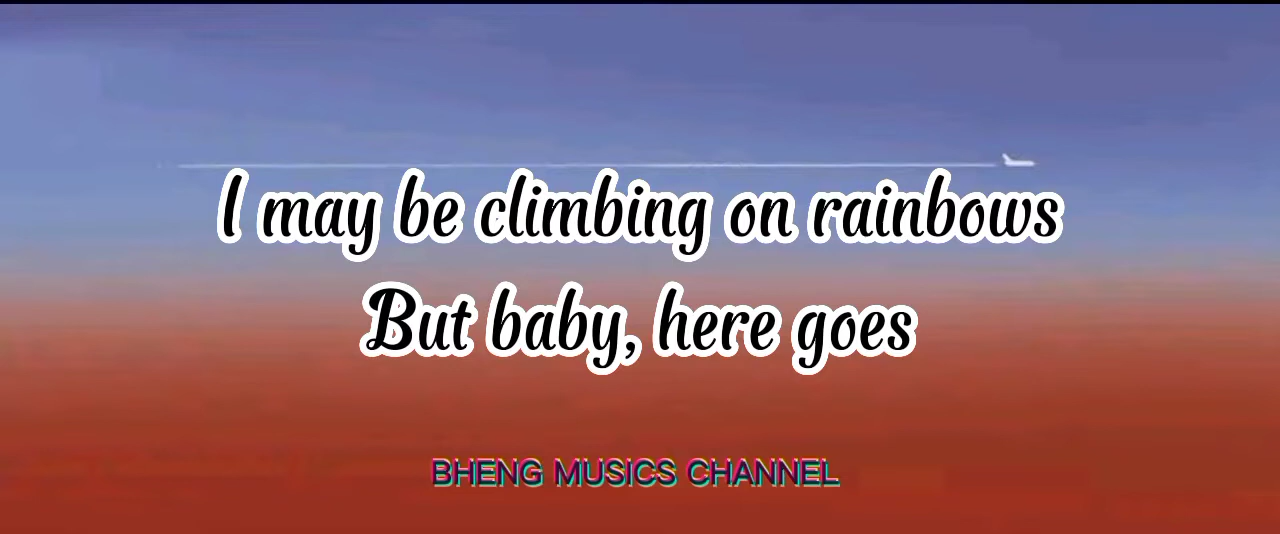 I may be climbing on rainbows
But baby, here goes
BHENG MUSICS CHANNEL